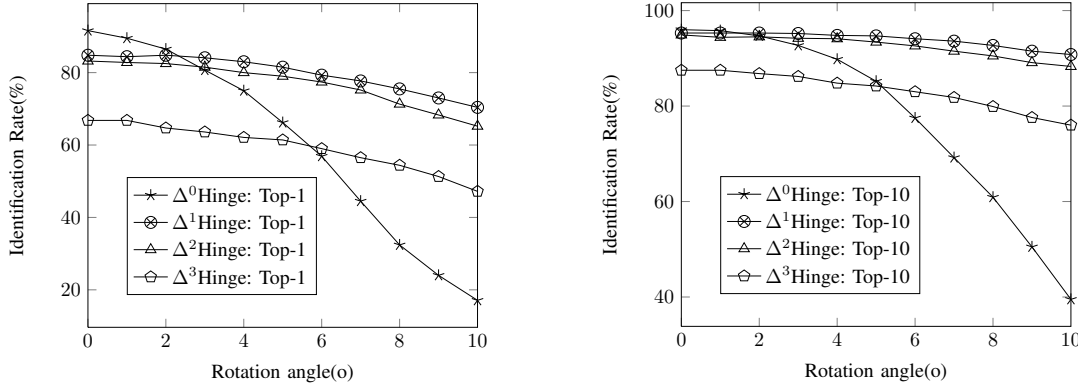 Identification Rate(%)
80
60
40
20
0 2 4 6 8 10
Rotation angle(o)
Δ⁰Hinge: Top-1
Δ¹Hinge: Top-1
Δ²Hinge: Top-1
Δ³Hinge: Top-1
Identification Rate(%)
100
80
60
40
0 2 4 6 8 10
Rotation angle(o)
Δ⁰Hinge: Top-10
Δ¹Hinge: Top-10
Δ²Hinge: Top-10
Δ³Hinge: Top-10